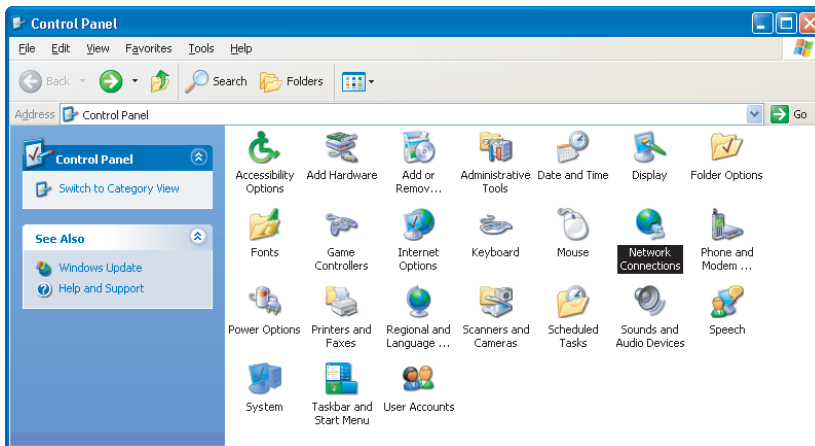 Control Panel
File Edit View Favorites Tools Help
Back Search Folders
Address Control Panel Go
Control Panel
Switch to Category View
See Also
Windows Update
Help and Support
Accessibility Options
Add Hardware
Add or Remov...
Administrative Tools
Date and Time
Display
Folder Options
Fonts
Game Controllers
Internet Options
Keyboard
Mouse
Network Connections
Phone and Modem ...
Power Options
Printers and Faxes
Regional and Language ...
Scanners and Cameras
Scheduled Tasks
Sounds and Audio Devices
Speech
System
Taskbar and Start Menu
User Accounts